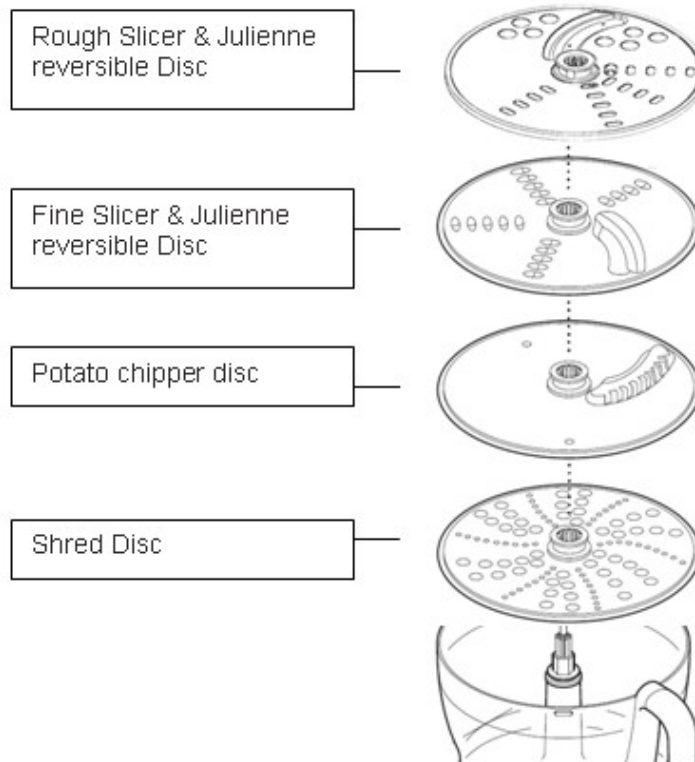 Rough Slicer & Julienne
reversible Disc
Fine Slicer & Julienne
reversible Disc
Potato chipper disc
Shred Disc